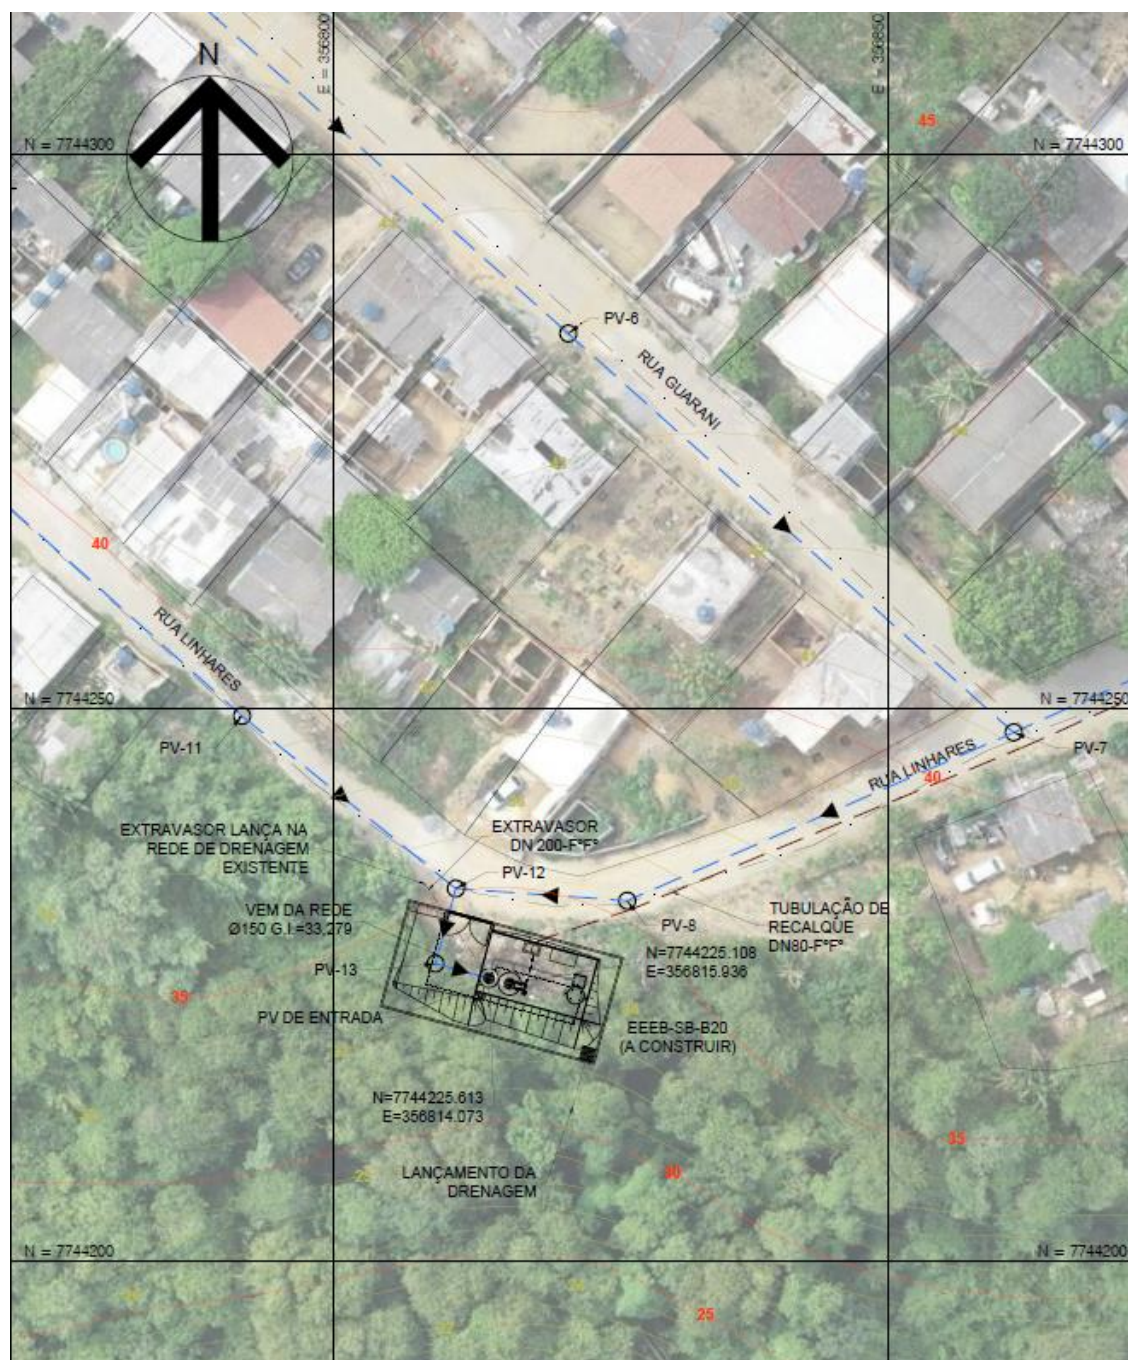 E = 356800
E = 356850
N
45
N = 7744300
N = 7744300
PV-6
RUA GUARANI
40
RUA LINHARES
N = 7744250
N = 7744250
PV-11
PV-7
RUA LINHARES
40
EXTRAVASOR LANÇA NA
REDE DE DRENAGEM
EXISTENTE
EXTRAVASOR
DN 200-FºFº
PV-12
VEM DA REDE
Ø150 G.I.=33,279
PV-8
TUBULAÇÃO DE
RECALQUE
DN80-FºFº
N=7744225.108
E=356815.936
PV-13
35
PV DE ENTRADA
EEEB-SB-B20
(A CONSTRUIR)
N=7744225.613
E=356814.073
35
LANÇAMENTO DA
DRENAGEM
30
N = 7744200
N = 7744200
25